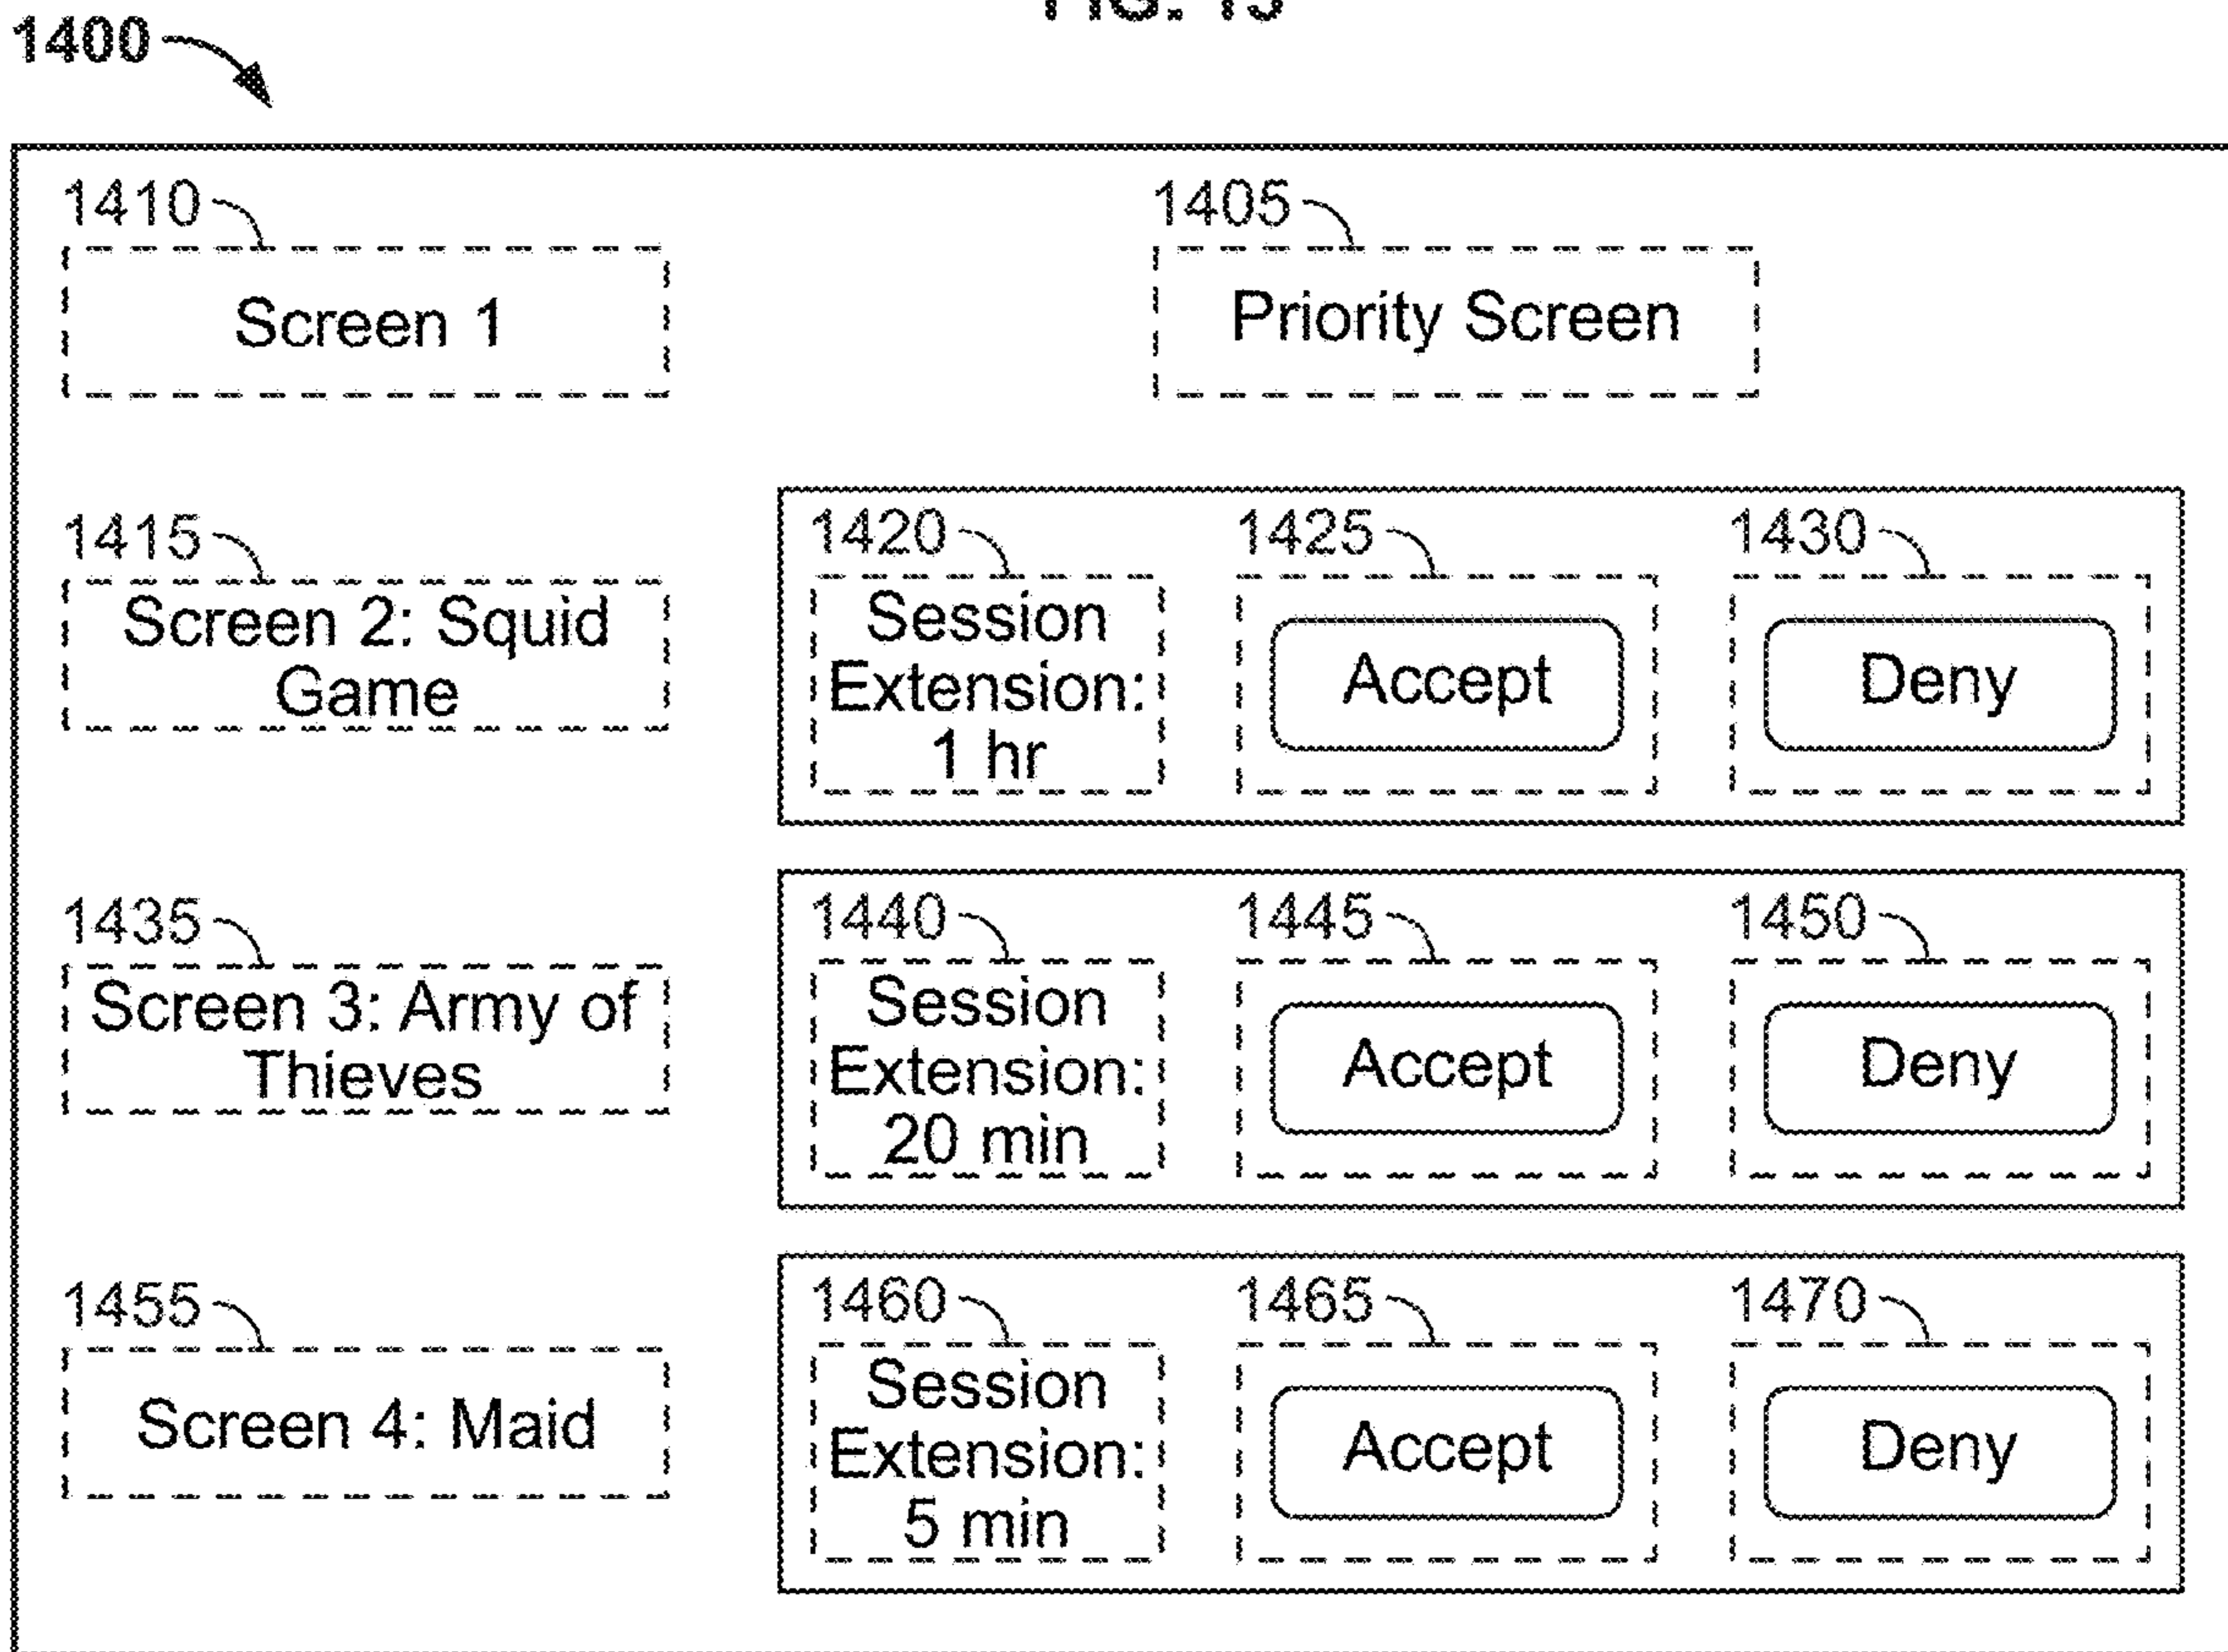 FIG. 13
1400
1410
1405
Screen 1
Priority Screen
1415
1420
1425
1430
Screen 2: Squid
Game
Session
Extension:
1 hr
Accept
Deny
1435
1440
1445
1450
Screen 3: Army of
Thieves
Session
Extension:
20 min
Accept
Deny
1455
1460
1465
1470
Screen 4: Maid
Session
Extension:
5 min
Accept
Deny